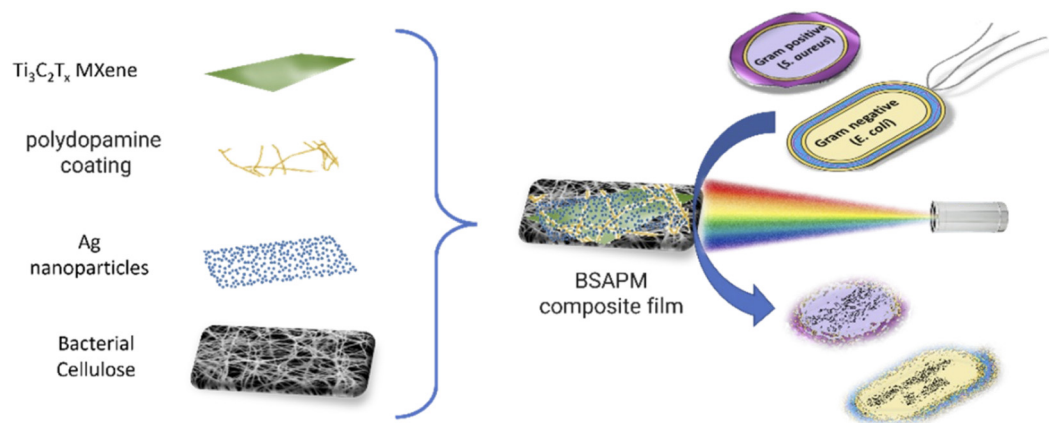 Ti₃C₂Tₓ MXene
polydopamine
coating
Ag
nanoparticles
Bacterial
Cellulose
BSAPM
composite film
Gram positive
(S. aureus)
Gram negative
(E. coli)